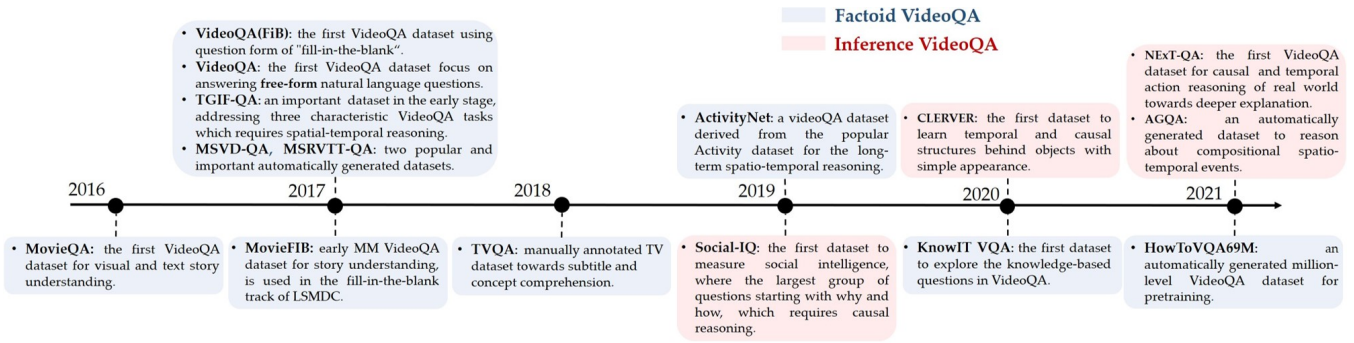 Factoid VideoQA
Inference VideoQA
• VideoQA(FiB): the first VideoQA dataset using
question form of "fill-in-the-blank“.
• VideoQA: the first VideoQA dataset focus on
answering free-form natural language questions.
• TGIF-QA: an important dataset in the early stage,
addressing three characteristic VideoQA tasks
which requires spatial-temporal reasoning.
• MSVD-QA, MSRVTT-QA: two popular and
important automatically generated datasets.
• ActivityNet: a videoQA dataset
derived from the popular
Activity dataset for the long-
term spatio-temporal reasoning.
• CLERVER: the first dataset to
learn temporal and causal
structures behind objects with
simple appearance.
• NExT-QA: the first VideoQA
dataset for causal and temporal
action reasoning of real world
towards deeper explanation.
• AGQA: an automatically
generated dataset to reason
about compositional spatio-
temporal events.
2016
2017
2018
2019
2020
2021
• MovieQA: the first VideoQA
dataset for visual and text story
understanding.
• MovieFIB: early MM VideoQA
dataset for story understanding,
is used in the fill-in-the-blank
track of LSMDC.
• TVQA: manually annotated TV
dataset towards subtitle and
concept comprehension.
• Social-IQ: the first dataset to
measure social intelligence,
where the largest group of
questions starting with why and
how, which requires causal
reasoning.
• KnowIT VQA: the first dataset
to explore the knowledge-based
questions in VideoQA.
• HowToVQA69M: an
automatically generated million-
level VideoQA dataset for
pretraining.